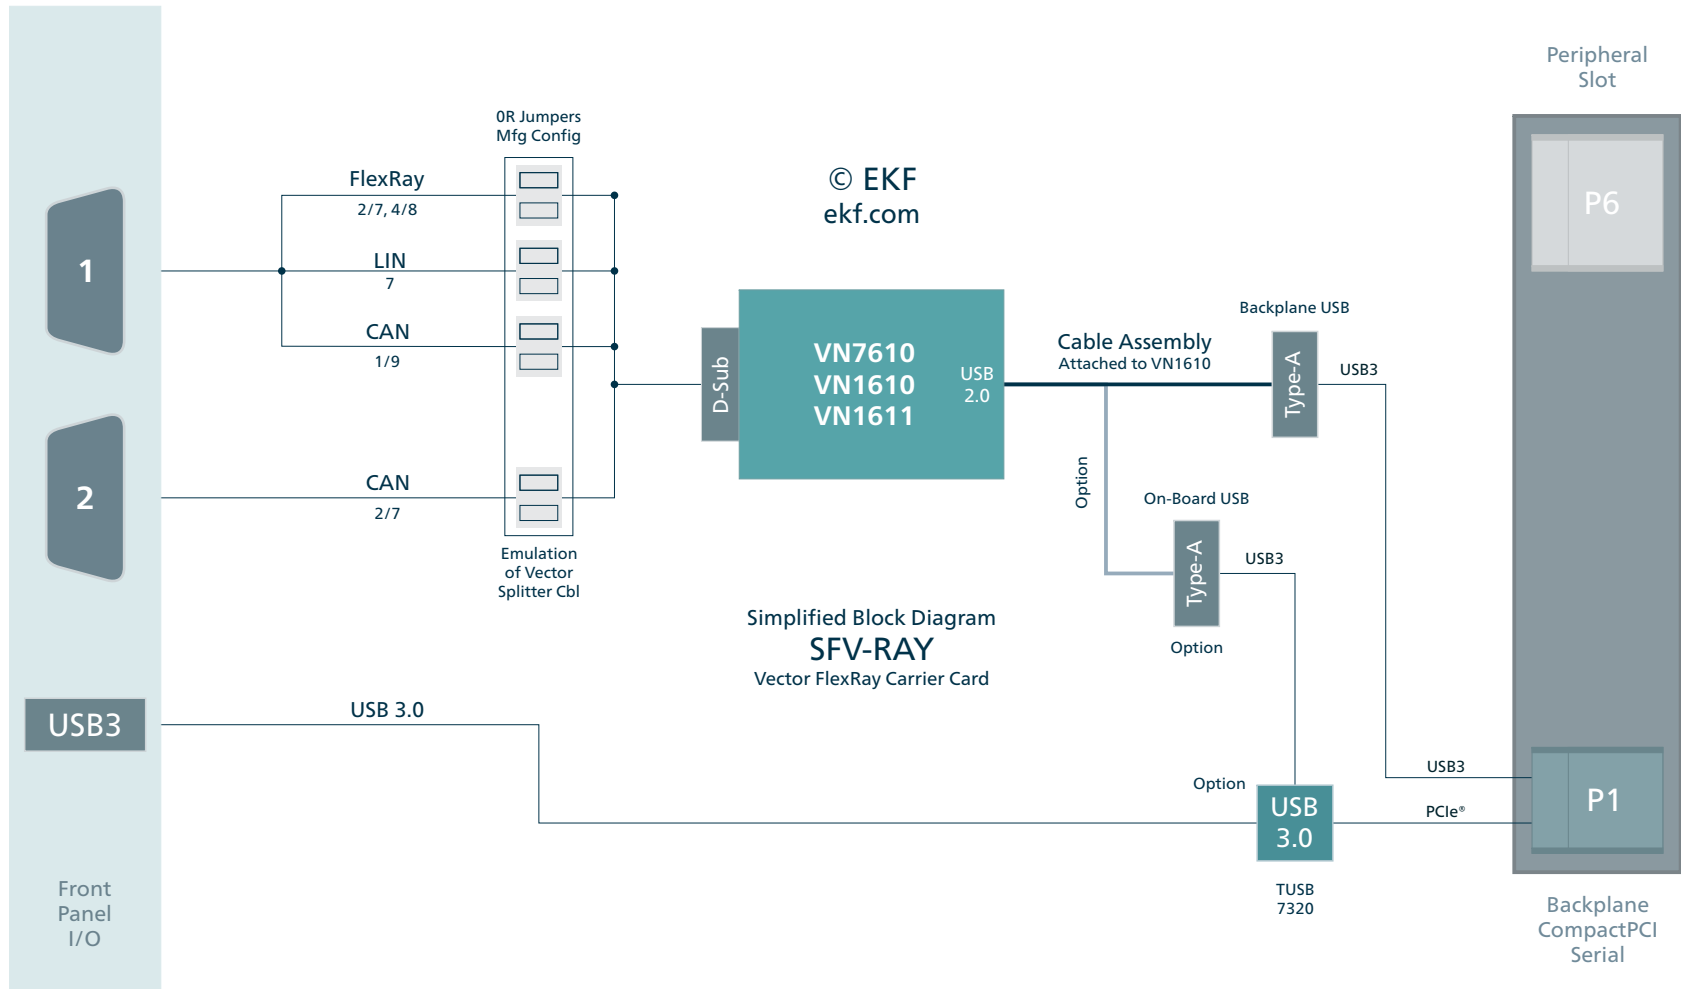 Peripheral
Slot
0R Jumpers
Mfg Config
FlexRay
2/7, 4/8
LIN
7
CAN
1/9
CAN
2/7
Emulation
of Vector
Splitter Cbl
1
2
© EKF
ekf.com
P6
D-Sub
VN7610
VN1610
VN1611
USB
2.0
Cable Assembly
Attached to VN1610
Backplane USB
Type-A
USB3
Option
On-Board USB
Type-A
USB3
Option
Simplified Block Diagram
SFV-RAY
Vector FlexRay Carrier Card
USB3
USB 3.0
Option
USB
3.0
TUSB
7320
USB3
PCIe®
P1
Front
Panel
I/O
Backplane
CompactPCI
Serial